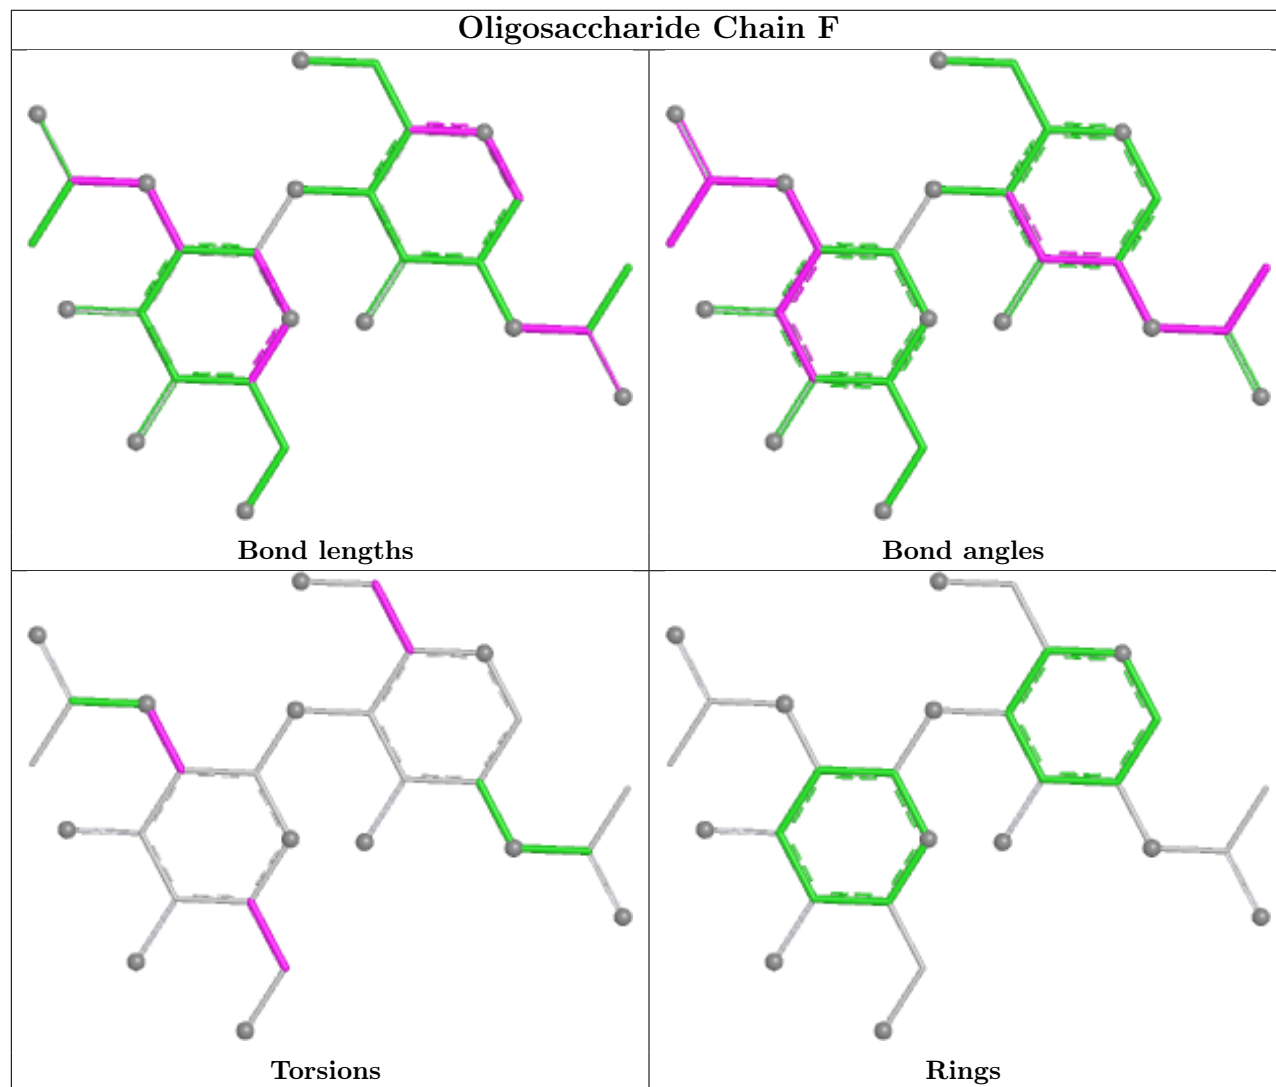 Oligosaccharide Chain F
Bond lengths
Bond angles
Torsions
Rings